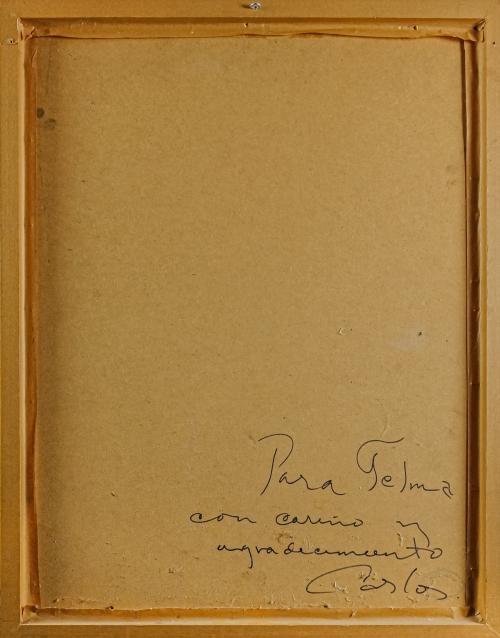 Para Telma
con cariño y
agradecimiento
Carlos